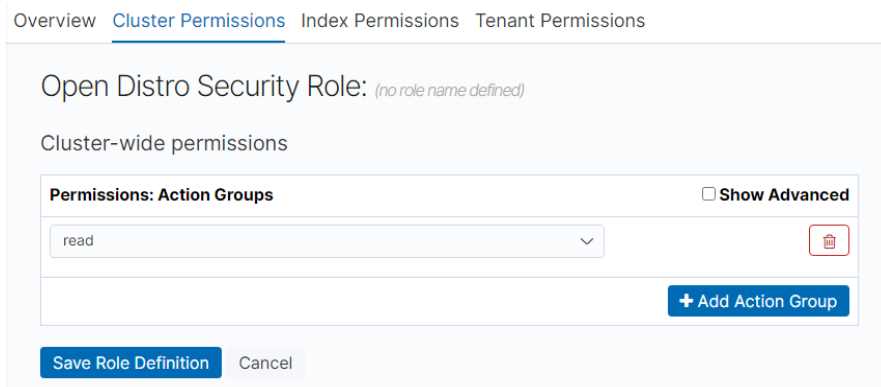 Overview Cluster Permissions Index Permissions Tenant Permissions
Open Distro Security Role: (no role name defined)
Cluster-wide permissions
Permissions: Action Groups Show Advanced
read
+ Add Action Group
Save Role Definition Cancel